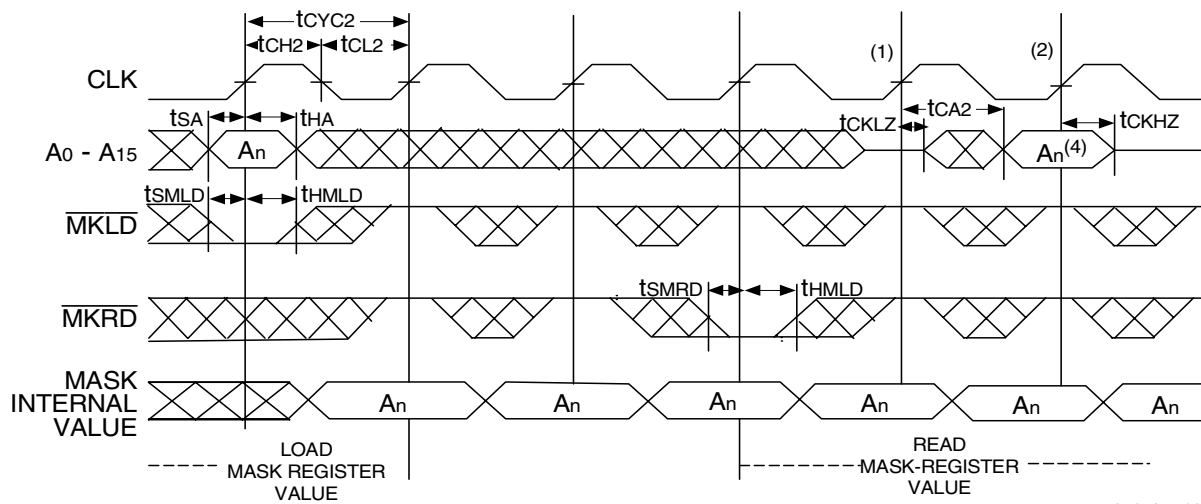 tCYC2
tCH2 tCL2
(1) (2)
CLK
tSA tHA tCKLZ tCA2 tCKHZ
A0 - A15 An An(4)
tSMLD tHMLD
MKLD
tSMRD tHMLD
MKRD
MASK
INTERNAL
VALUE
An An An An An An
LOAD
MASK REGISTER
VALUE
READ
MASK-REGISTER
VALUE